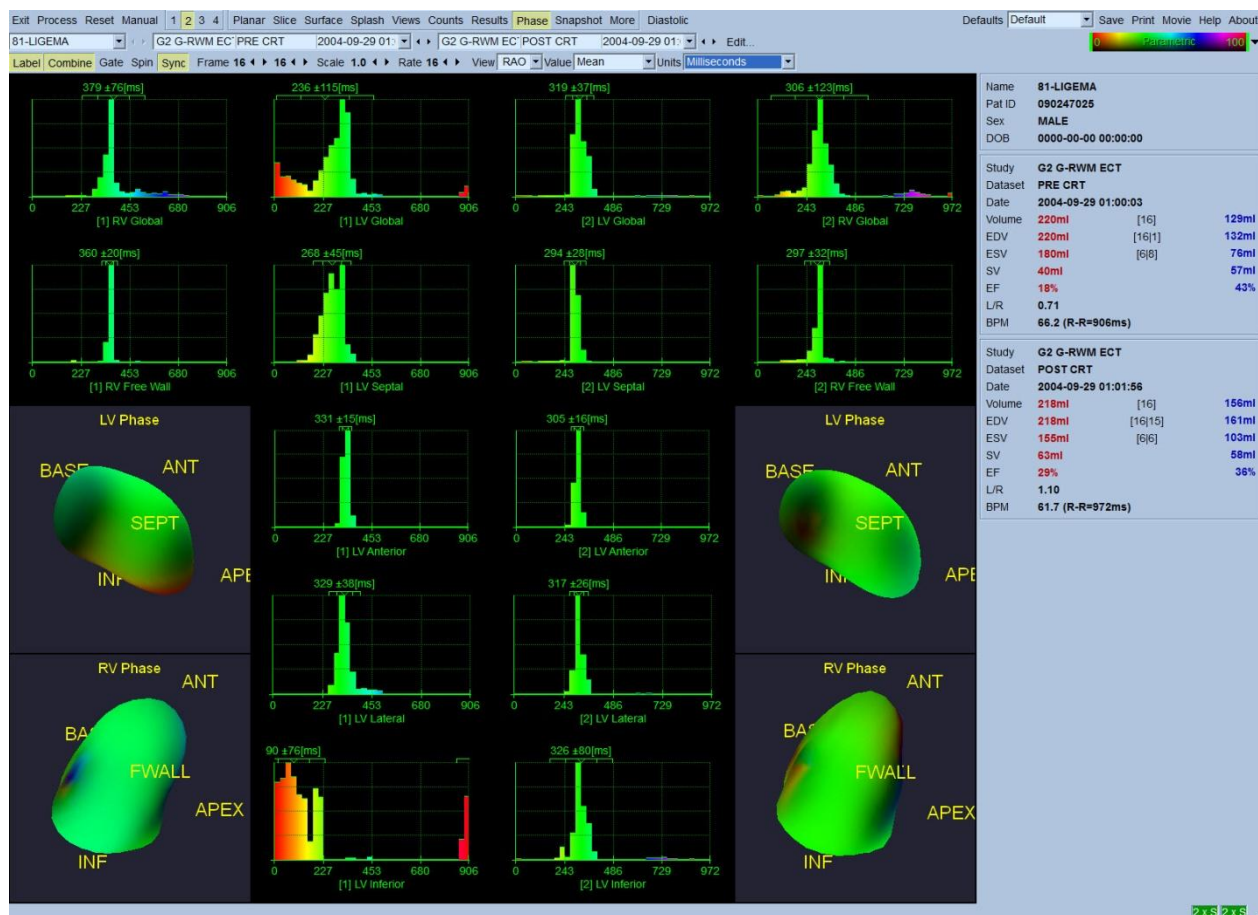 Exit Process Reset Manual 1 2 3 4 Planar Slice Surface Splash Views Counts Results Phase Snapshot More Diastolic Defaults Default Save Print Movie Help About
81-LIGEMA G2 G-RWM EC PRE CRT 2004-09-29 01: G2 G-RWM EC POST CRT 2004-09-29 01: Edit... 0 Parametric 100
Label Combine Gate Spin Sync Frame 16 16 Scale 1.0 Rate 16 View RAO Value Mean Units Milliseconds
379 ±76[ms] 236 ±115[ms] 319 ±37[ms] 306 ±123[ms]
0 227 453 680 906 0 227 453 680 906 0 243 486 729 972 0 243 486 729 972
[1] RV Global [1] LV Global [2] LV Global [2] RV Global
360 ±20[ms] 268 ±45[ms] 294 ±28[ms] 297 ±32[ms]
0 227 453 680 906 0 227 453 680 906 0 243 486 729 972 0 243 486 729 972
[1] RV Free Wall [1] LV Septal [2] LV Septal [2] RV Free Wall
LV Phase
BASE ANT
SEPT
INF APE
331 ±15[ms] 305 ±16[ms]
0 227 453 680 906 0 243 486 729 972
[1] LV Anterior [2] LV Anterior
LV Phase
BASE ANT
SEPT
INF APE
329 ±38[ms] 317 ±26[ms]
0 227 453 680 906 0 243 486 729 972
[1] LV Lateral [2] LV Lateral
RV Phase
ANT
BA
FWALL
APEX
INF
90 ±76[ms] 326 ±80[ms]
0 227 453 680 906 0 243 486 729 972
[1] LV Inferior [2] LV Inferior
RV Phase
ANT
BA
FWALL
APEX
INF
Name 81-LIGEMA
Pat ID 090247025
Sex MALE
DOB 0000-00-00 00:00:00
Study G2 G-RWM ECT
Dataset PRE CRT
Date 2004-09-29 01:00:03
Volume 220ml [16] 129ml
EDV 220ml [16|1] 132ml
ESV 180ml [6|8] 76ml
SV 40ml 57ml
EF 18% 43%
L/R 0.71
BPM 66.2 (R-R=906ms)
Study G2 G-RWM ECT
Dataset POST CRT
Date 2004-09-29 01:01:56
Volume 218ml [16] 156ml
EDV 218ml [16|15] 161ml
ESV 155ml [6|6] 103ml
SV 63ml 58ml
EF 29% 36%
L/R 1.10
BPM 61.7 (R-R=972ms)
2 x S 2 x S